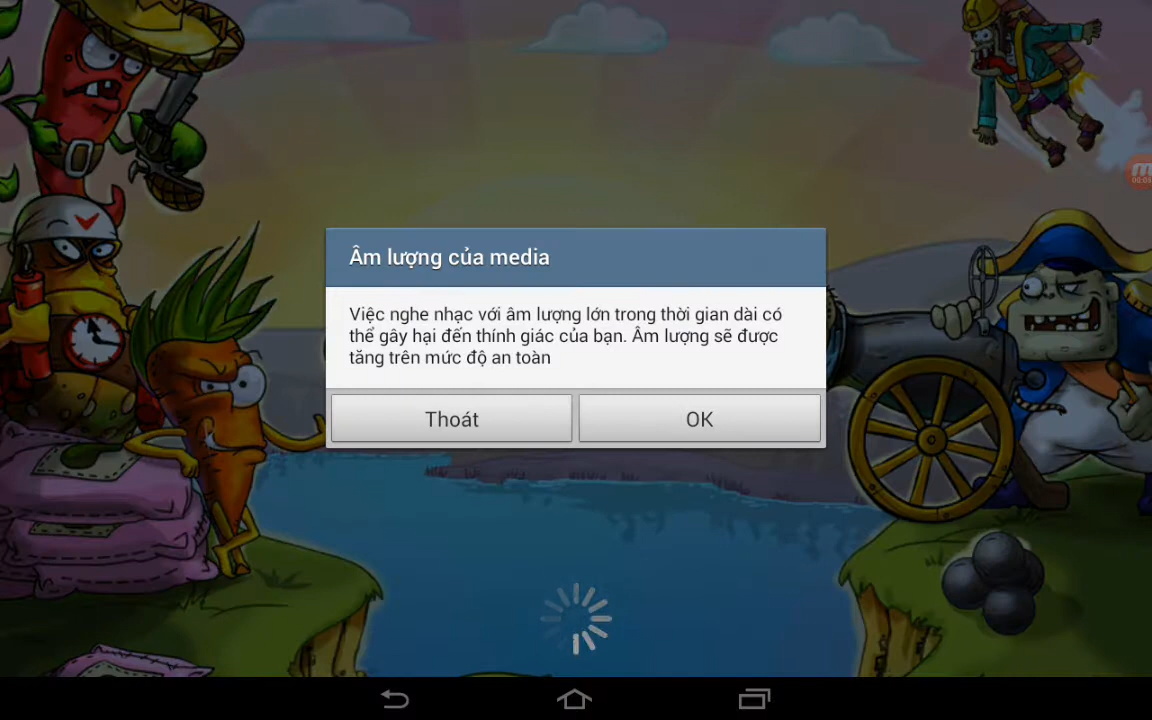 Âm lượng của media
Việc nghe nhạc với âm lượng lớn trong thời gian dài có
thể gây hại đến thính giác của bạn. Âm lượng sẽ được
tăng trên mức độ an toàn
Thoát
OK